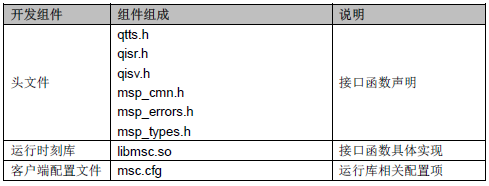 开发组件 组件组成 说明
头文件 qtts.h
qisr.h
qisv.h
msp_cmn.h
msp_errors.h
msp_types.h 接口函数声明
运行时刻库 libmsc.so 接口函数具体实现
客户端配置文件 msc.cfg 运行库相关配置项